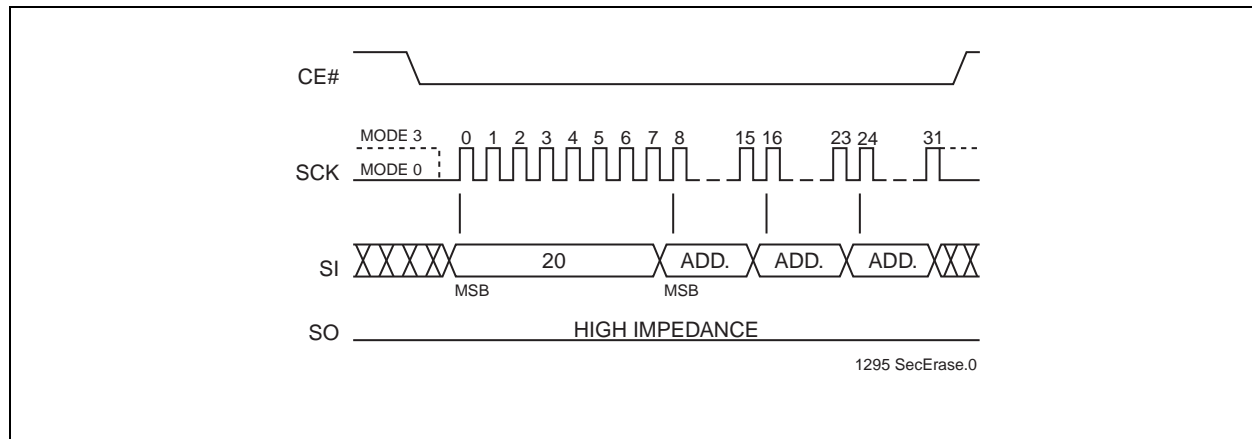 CE#
MODE 3 0 1 2 3 4 5 6 7 8 15 16 23 24 31
SCK MODE 0
SI 20 ADD. ADD. ADD.
MSB MSB
SO HIGH IMPEDANCE
1295 SecErase.0